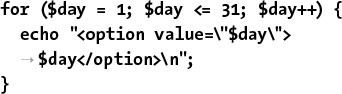 for ($day = 1; $day <= 31; $day++) {
echo "<option value=\"$day\">
→ $day</option>\n";
}